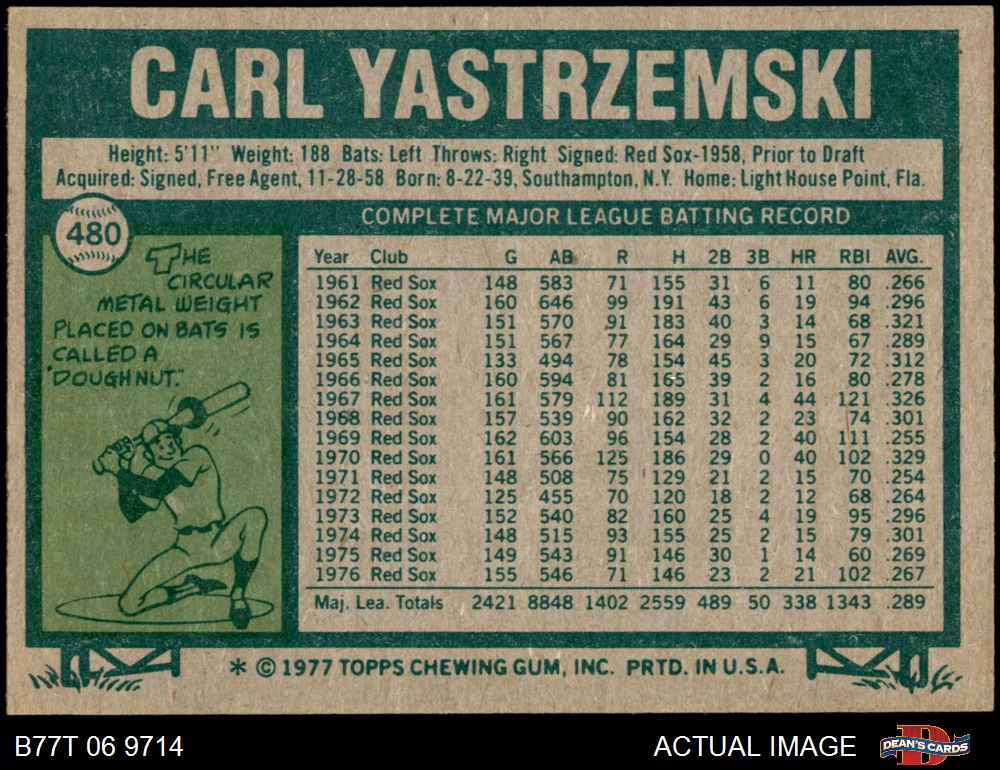 CARL YASTRZEMSKI
Height: 5'11" Weight: 188 Bats: Left Throws: Right Signed: Red Sox-1958, Prior to Draft
Acquired: Signed, Free Agent, 11-28-58 Born: 8-22-39, Southampton, N.Y. Home: Light House Point, Fla.
480
THE
CIRCULAR
METAL WEIGHT
PLACED ON BATS IS
CALLED A
"DOUGHNUT."
COMPLETE MAJOR LEAGUE BATTING RECORD
Year Club G AB R H 2B 3B HR RBI AVG.
1961 Red Sox 148 583 71 155 31 6 11 80 .266
1962 Red Sox 160 646 99 191 43 6 19 94 .296
1963 Red Sox 151 570 91 183 40 3 14 68 .321
1964 Red Sox 151 567 77 164 29 9 15 67 .289
1965 Red Sox 133 494 78 154 45 3 20 72 .312
1966 Red Sox 160 594 81 165 39 2 16 80 .278
1967 Red Sox 161 579 112 189 31 4 44 121 .326
1968 Red Sox 157 539 90 162 32 2 23 74 .301
1969 Red Sox 162 603 96 154 28 2 40 111 .255
1970 Red Sox 161 566 125 186 29 0 40 102 .329
1971 Red Sox 148 508 75 129 21 2 15 70 .254
1972 Red Sox 125 455 70 120 18 2 12 68 .264
1973 Red Sox 152 540 82 160 25 4 19 95 .296
1974 Red Sox 148 515 93 155 25 2 15 79 .301
1975 Red Sox 149 543 91 146 30 1 14 60 .269
1976 Red Sox 155 546 71 146 23 2 21 102 .267
Maj. Lea. Totals 2421 8848 1402 2559 489 50 338 1343 .289
* © 1977 TOPPS CHEWING GUM, INC. PRTD. IN U.S.A.
B77T 06 9714
ACTUAL IMAGE
D
DEAN'S CARDS